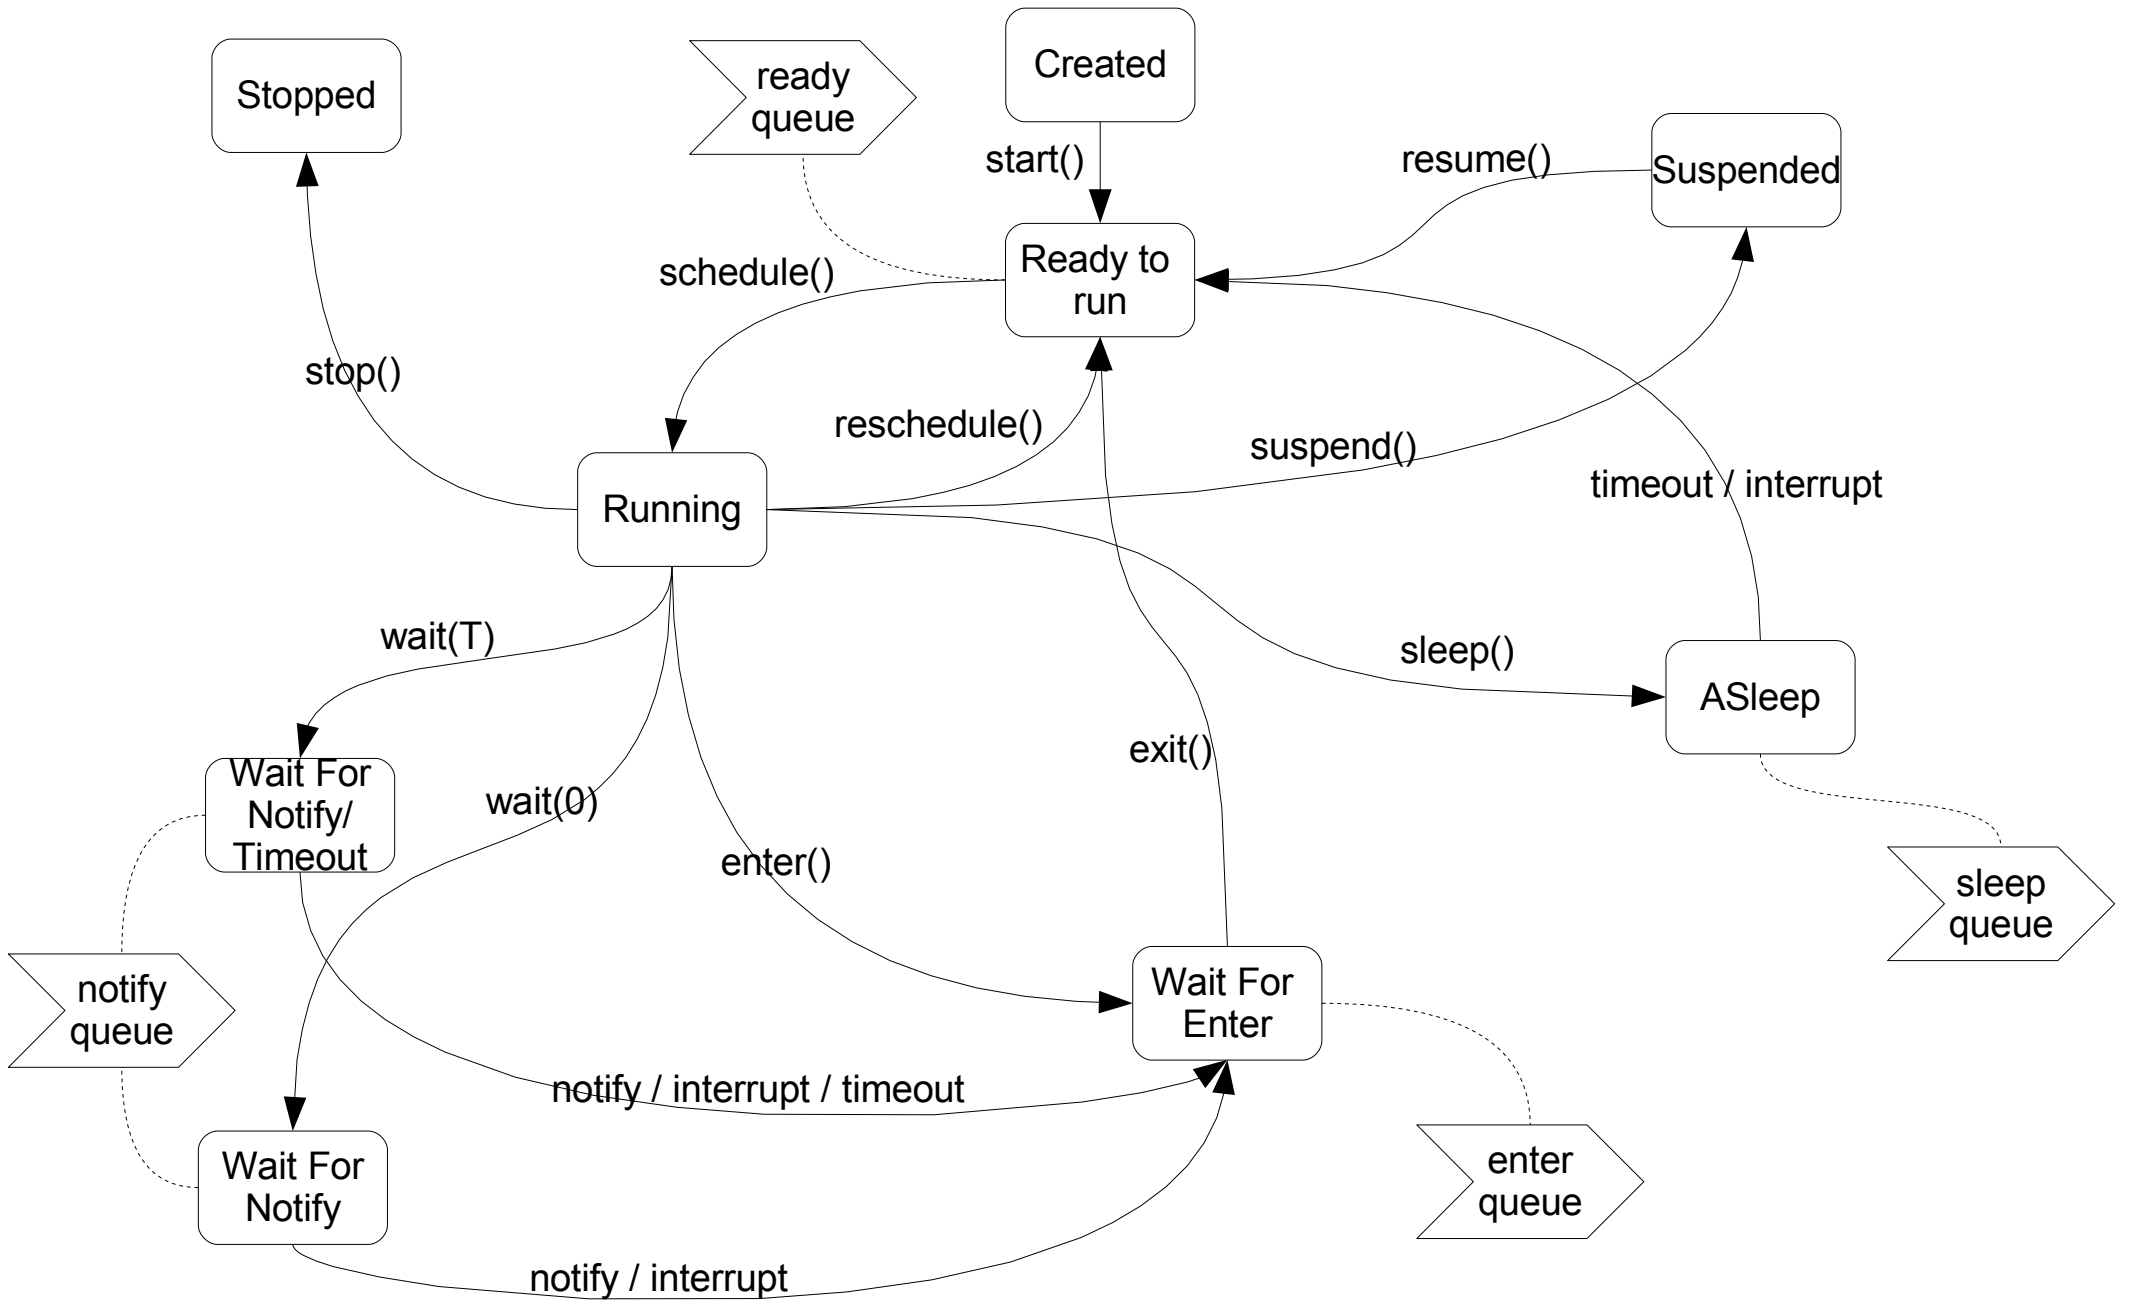 Created
Stopped
ready
queue
start()
resume()
Suspended
Ready to
run
schedule()
stop()
reschedule()
suspend()
timeout / interrupt
Running
wait(T)
sleep()
ASleep
exit()
Wait For
Notify/
Timeout
wait(0)
enter()
sleep
queue
notify
queue
Wait For
Enter
notify / interrupt / timeout
enter
queue
Wait For
Notify
notify / interrupt